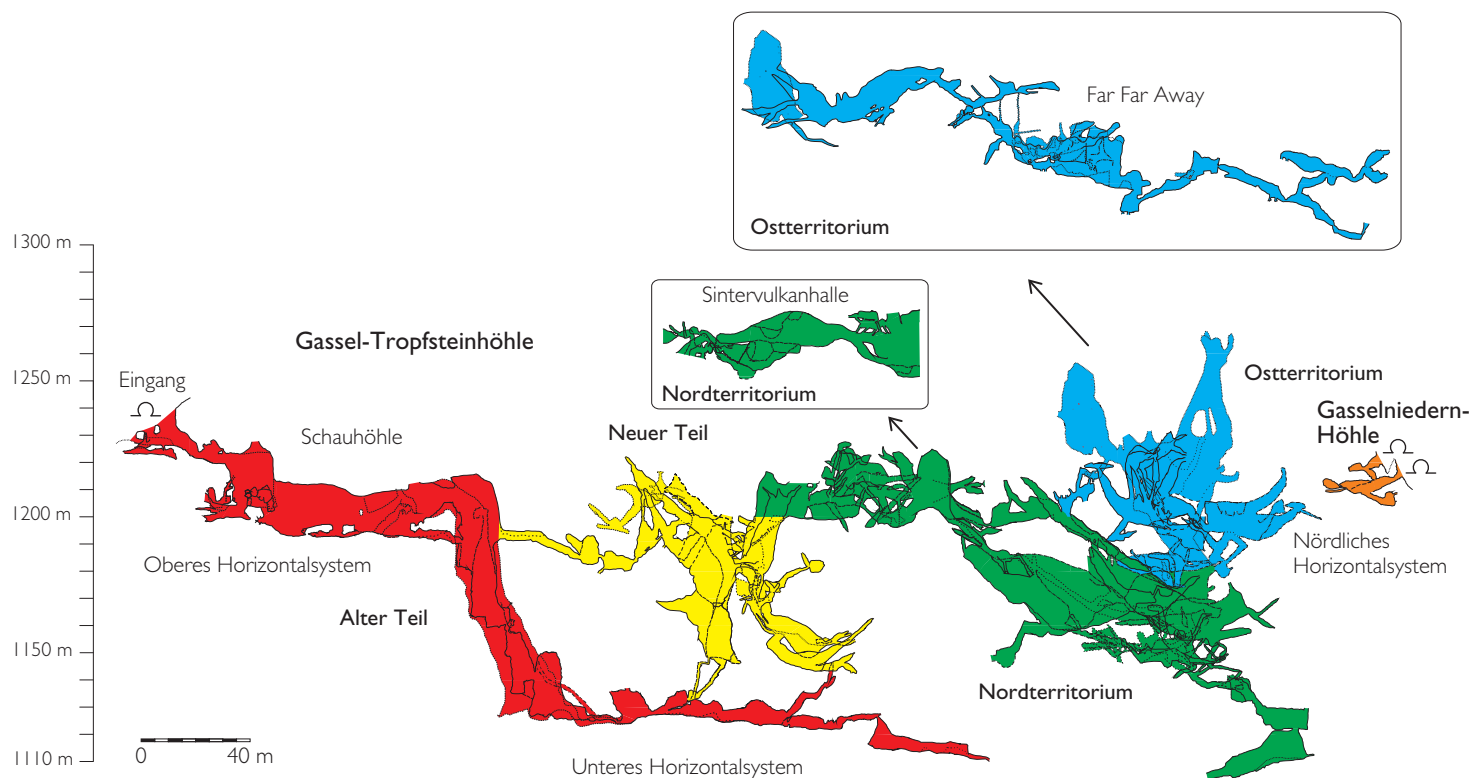 Far Far Away
Ostterritorium
1300 m
Sintervulkanhalle
Nordterritorium
Gassel-Tropfsteinhöhle
1250 m
Eingang
Ostterritorium
Gasselniedern-
Höhle
Schauhöhle
Neuer Teil
1200 m
Oberes Horizontalsystem
Nördliches
Horizontalsystem
Alter Teil
1150 m
Nordterritorium
1110 m
0 40 m
Unteres Horizontalsystem